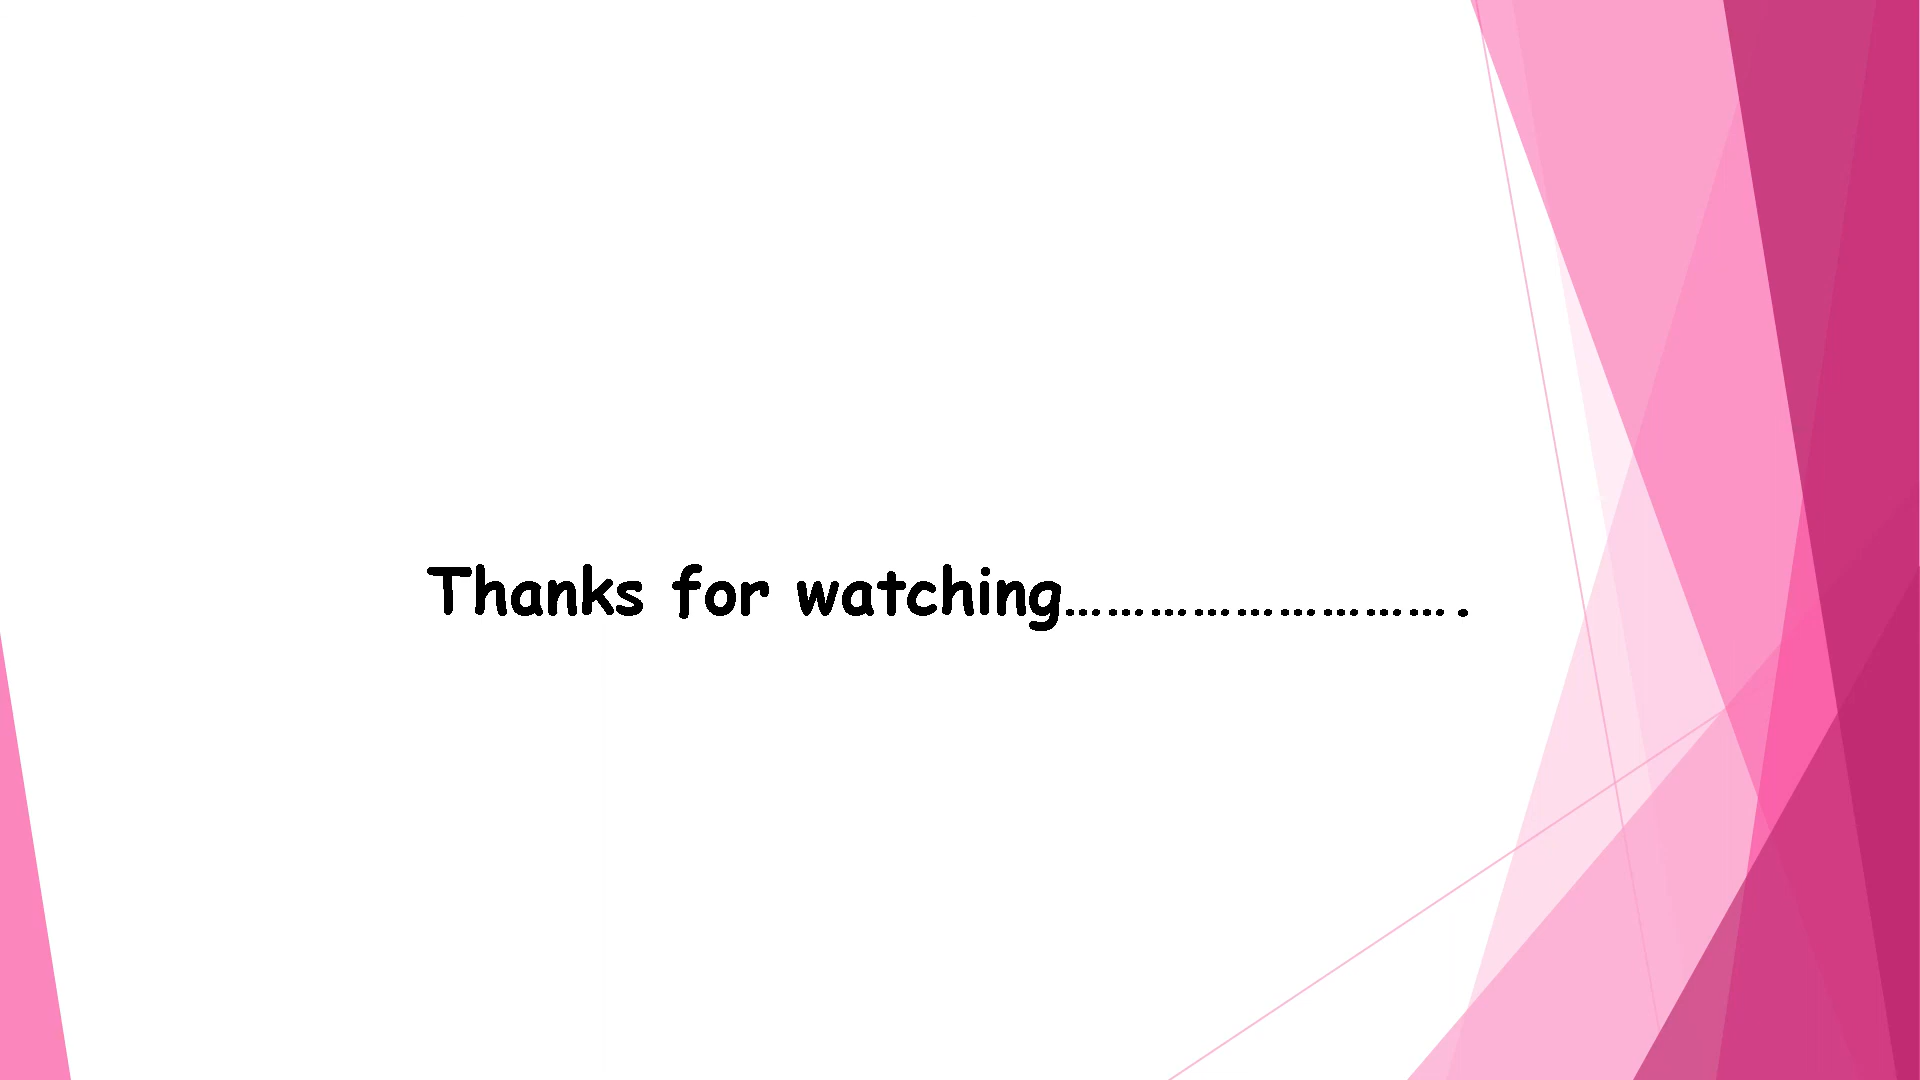 Thanks for watching……………………….